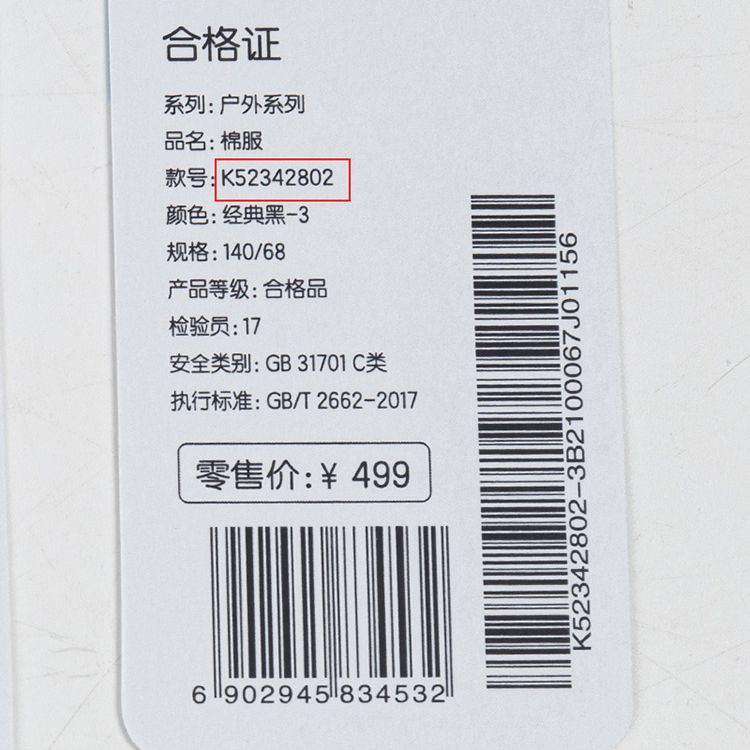 合格证
系列: 户外系列
品名: 棉服
款号: K52342802
颜色: 经典黑-3
规格: 140/68
产品等级: 合格品
检验员: 17
安全类别: GB 31701 C类
执行标准: GB/T 2662-2017
零售价: ¥ 499
6 902945 834532
K52342802-3B2100067J01156